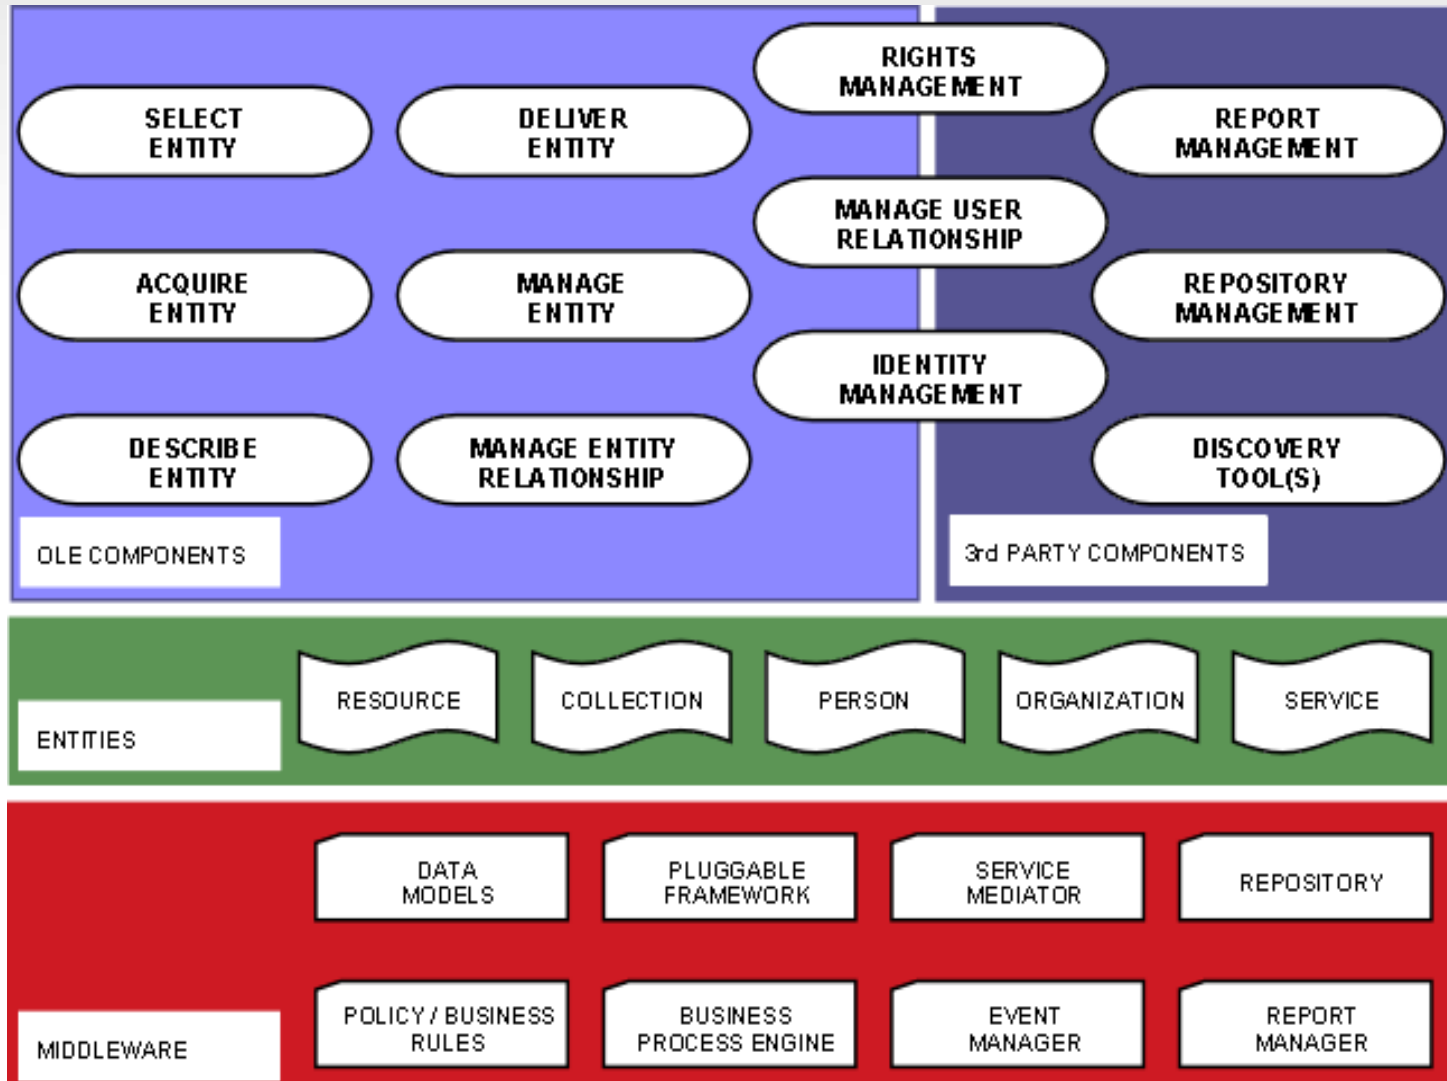 RIGHTS
MANAGEMENT
SELECT
ENTITY
DELIVER
ENTITY
REPORT
MANAGEMENT
MANAGE USER
RELATIONSHIP
ACQUIRE
ENTITY
MANAGE
ENTITY
REPOSITORY
MANAGEMENT
IDENTITY
MANAGEMENT
DESCRIBE
ENTITY
MANAGE ENTITY
RELATIONSHIP
DISCOVERY
TOOL(S)
OLE COMPONENTS
3rd PARTY COMPONENTS
RESOURCE
COLLECTION
PERSON
ORGANIZATION
SERVICE
ENTITIES
DATA
MODELS
PLUGGABLE
FRAMEWORK
SERVICE
MEDIATOR
REPOSITORY
POLICY / BUSINESS
RULES
BUSINESS
PROCESS ENGINE
EVENT
MANAGER
REPORT
MANAGER
MIDDLEWARE